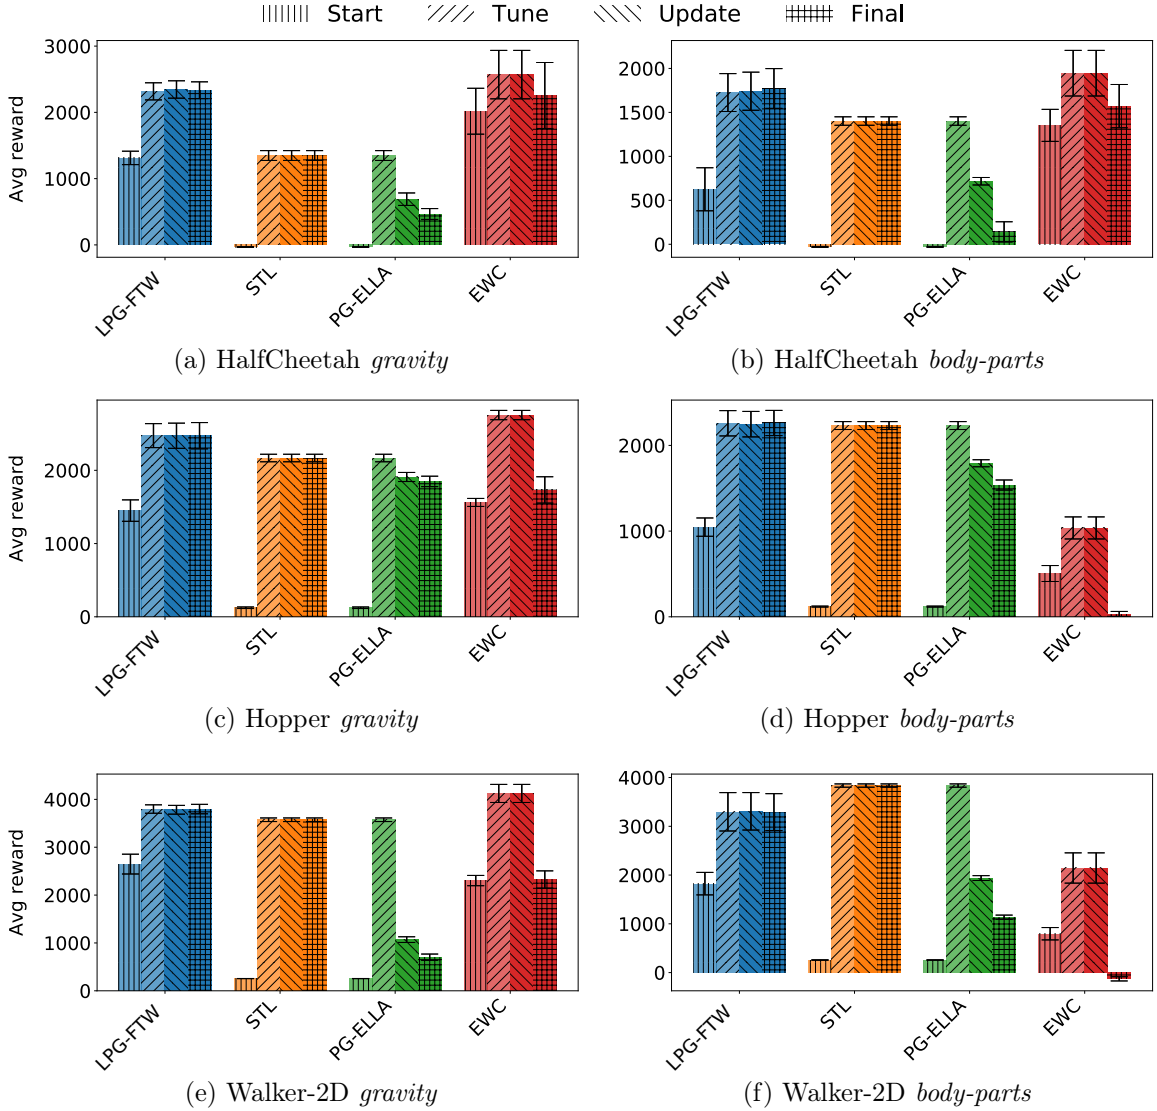 Start Tune Update Final
Avg reward
3000
2000
1000
0
LPG-FTW
STL
PG-ELLA
EWC
(a) HalfCheetah gravity
2000
1500
1000
500
0
LPG-FTW
STL
PG-ELLA
EWC
(b) HalfCheetah body-parts
Avg reward
2000
1000
0
LPG-FTW
STL
PG-ELLA
EWC
(c) Hopper gravity
2000
1000
0
LPG-FTW
STL
PG-ELLA
EWC
(d) Hopper body-parts
Avg reward
4000
3000
2000
1000
0
LPG-FTW
STL
PG-ELLA
EWC
(e) Walker-2D gravity
4000
3000
2000
1000
0
LPG-FTW
STL
PG-ELLA
EWC
(f) Walker-2D body-parts